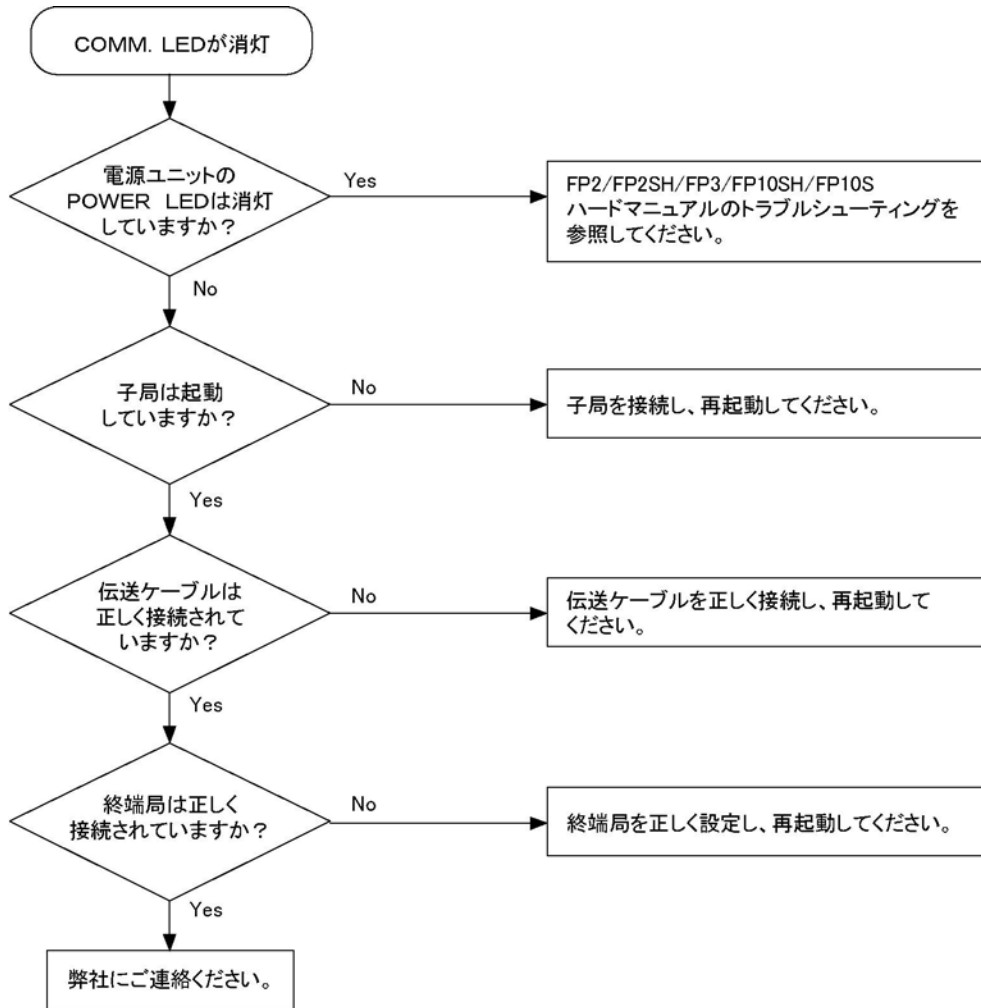 COMM. LEDが消灯
電源ユニットの
POWER LEDは消灯
していますか？
Yes
FP2/FP2SH/FP3/FP10SH/FP10S
ハードマニュアルのトラブルシューティングを
参照してください。
No
子局は起動
していますか？
No
子局を接続し、再起動してください。
Yes
伝送ケーブルは
正しく接続されて
いますか？
No
伝送ケーブルを正しく接続し、再起動して
ください。
Yes
終端局は正しく
接続されていますか？
No
終端局を正しく設定し、再起動してください。
Yes
弊社にご連絡ください。